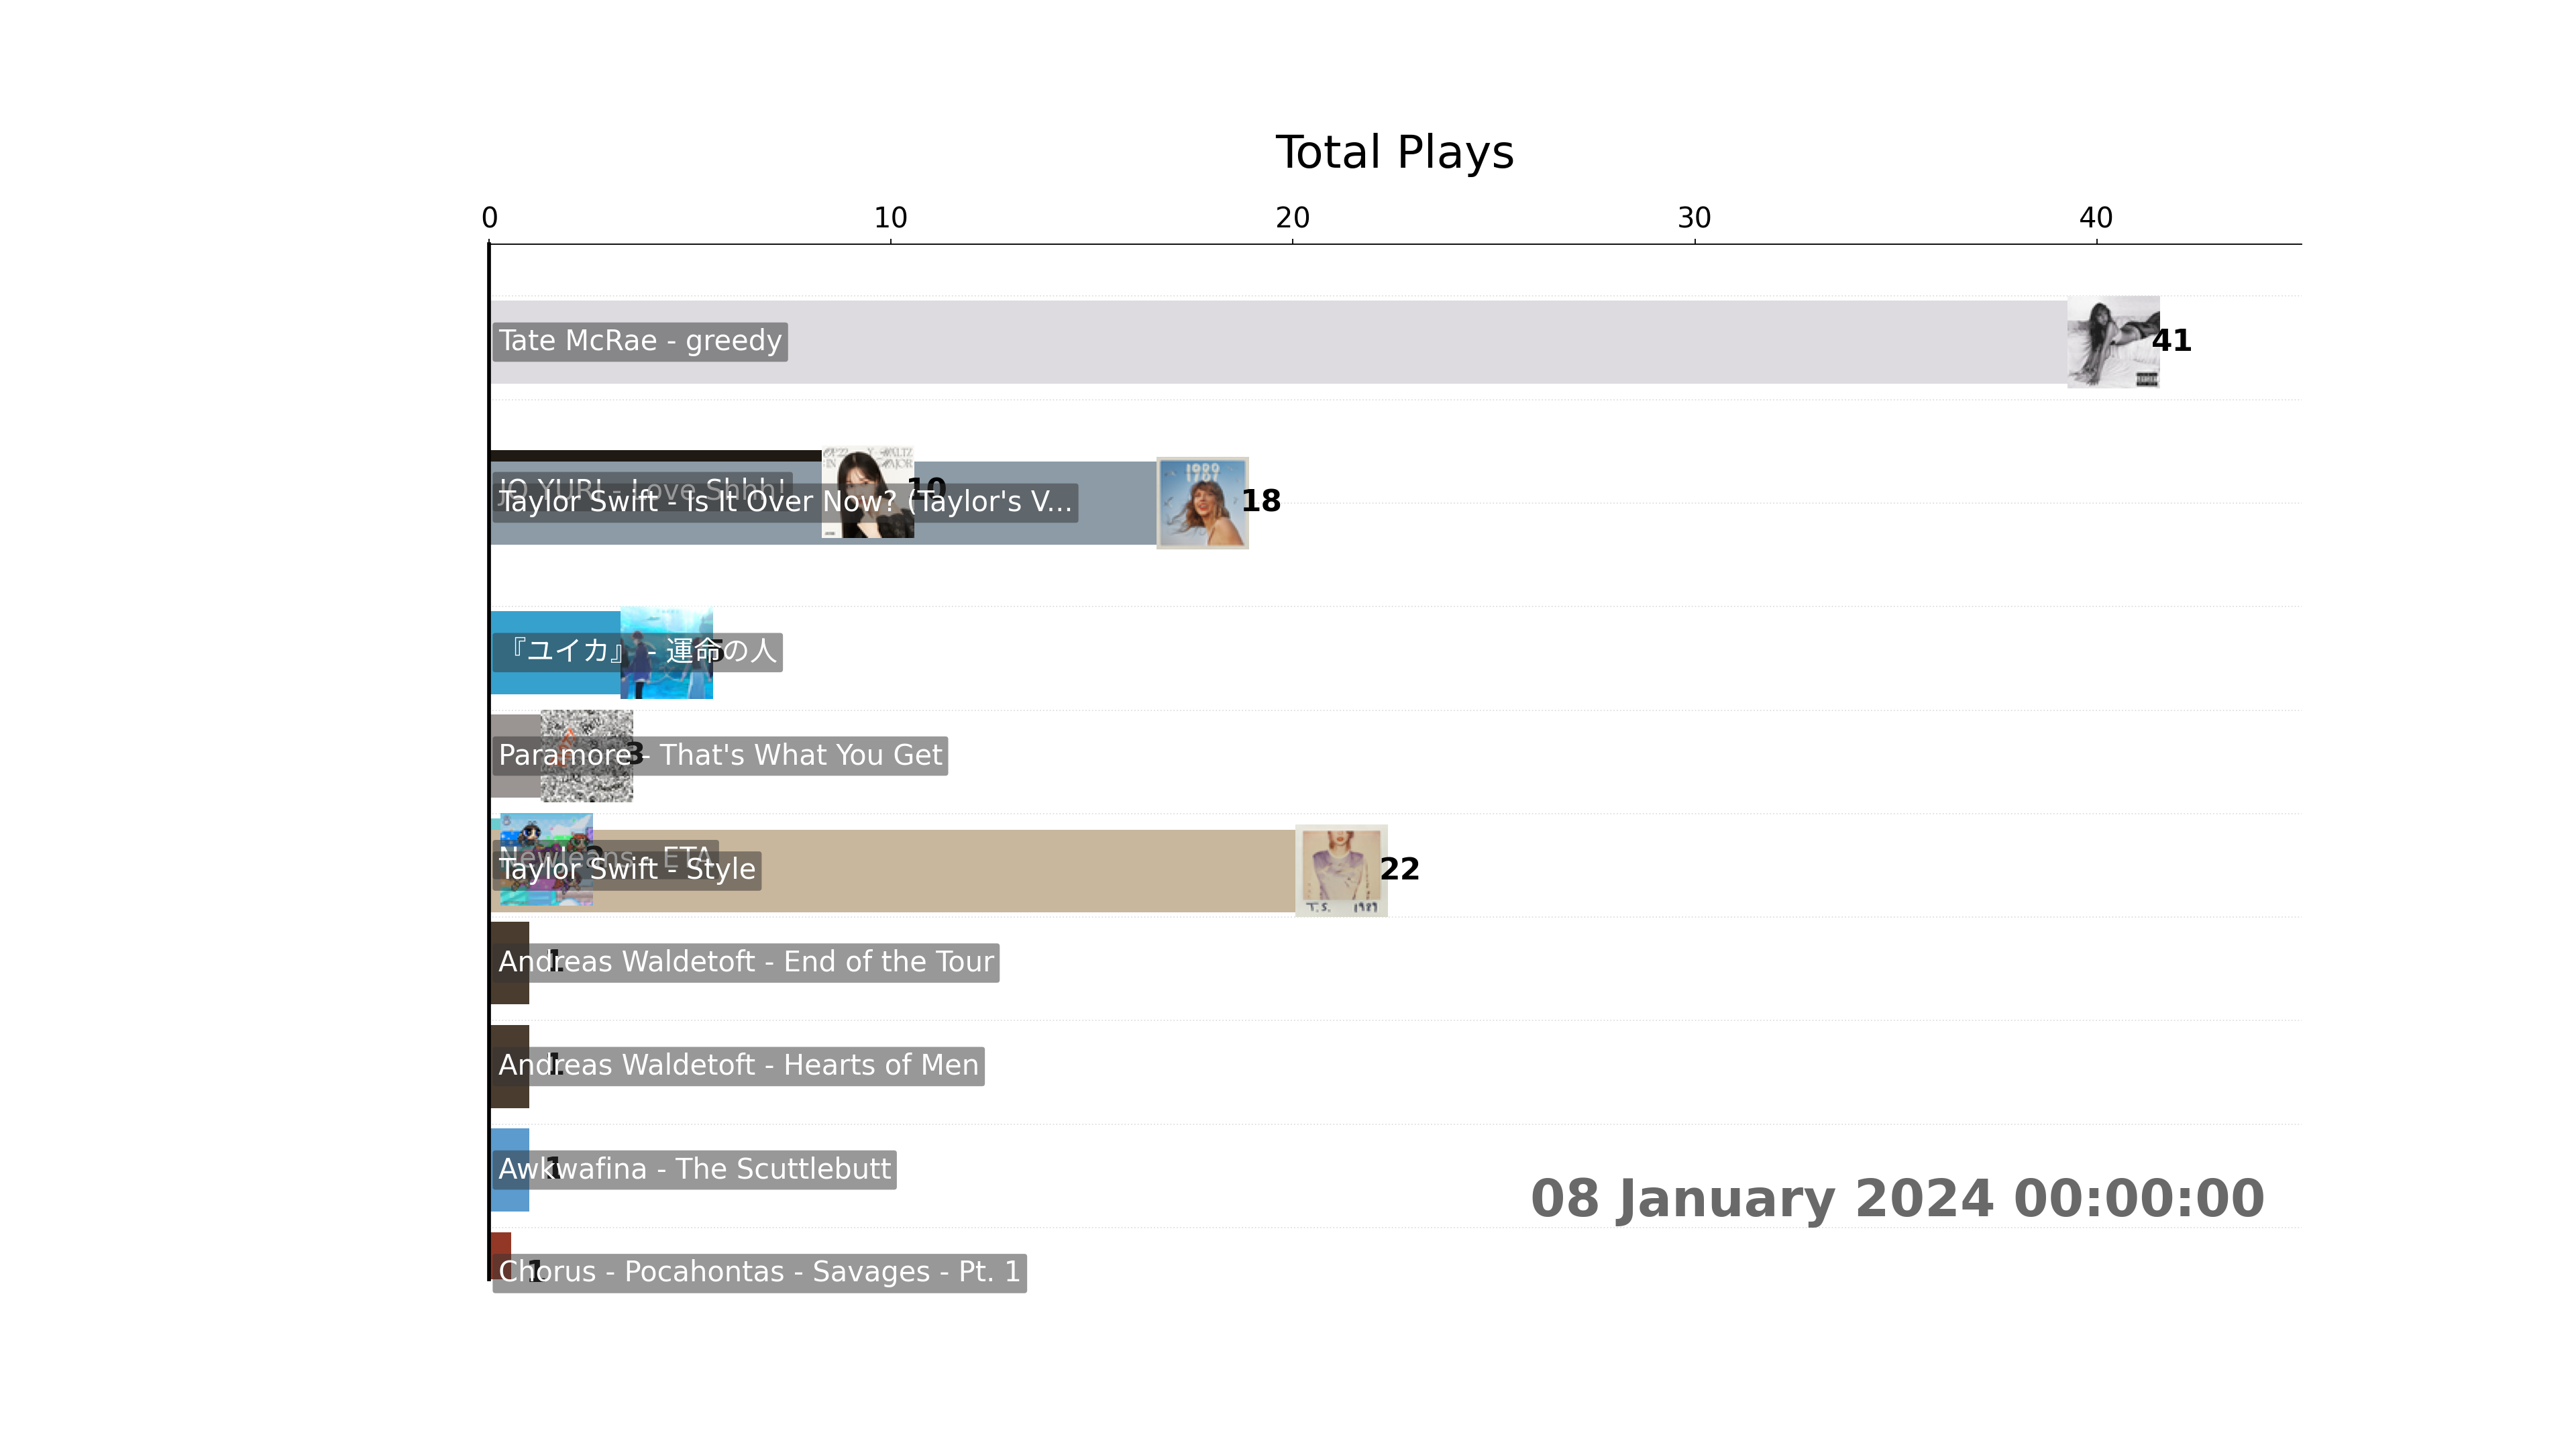 Total Plays
0 10 20 30 40
Tate McRae - greedy 41
JO YURI - Love Shhh! 10
Taylor Swift - Is It Over Now? (Taylor's V... 18
『ユイカ』 - 運命の人 5
Paramore - That's What You Get 3
NewJeans - ETA 2
Taylor Swift - Style 22
T.S. 1989
Andreas Waldetoft - End of the Tour 1
Andreas Waldetoft - Hearts of Men 1
Awkwafina - The Scuttlebutt 1
08 January 2024 00:00:00
Chorus - Pocahontas - Savages - Pt. 1 1